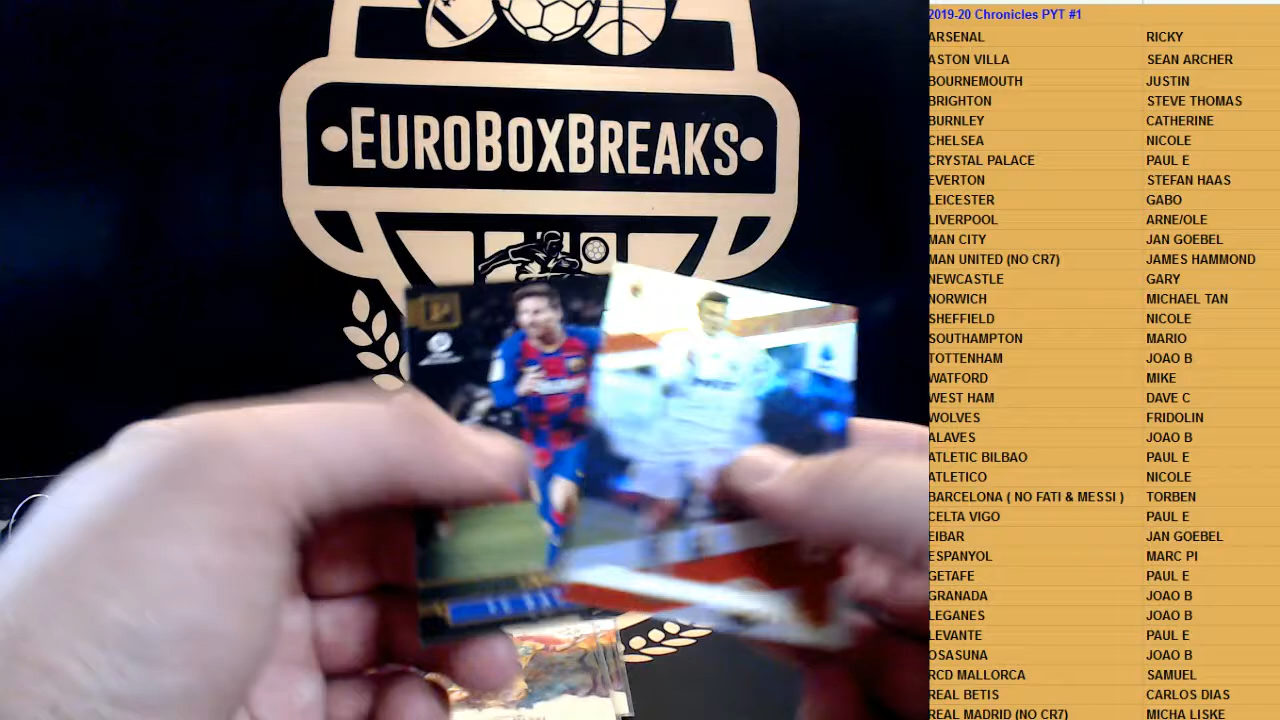 EUROBOXBREAKS
2019-20 Chronicles PYT #1
ARSENAL RICKY
ASTON VILLA SEAN ARCHER
BOURNEMOUTH JUSTIN
BRIGHTON STEVE THOMAS
BURNLEY CATHERINE
CHELSEA NICOLE
CRYSTAL PALACE PAUL E
EVERTON STEFAN HAAS
LEICESTER GABO
LIVERPOOL ARNE/OLE
MAN CITY JAN GOEBEL
MAN UNITED (NO CR7) JAMES HAMMOND
NEWCASTLE GARY
NORWICH MICHAEL TAN
SHEFFIELD NICOLE
SOUTHAMPTON MARIO
TOTTENHAM JOAO B
WATFORD MIKE
WEST HAM DAVE C
WOLVES FRIDOLIN
ALAVES JOAO B
ATLETIC BILBAO PAUL E
ATLETICO NICOLE
BARCELONA ( NO FATI & MESSI ) TORBEN
CELTA VIGO PAUL E
EIBAR JAN GOEBEL
ESPANYOL MARC PI
GETAFE PAUL E
GRANADA JOAO B
LEGANES JOAO B
LEVANTE PAUL E
OSASUNA JOAO B
RCD MALLORCA SAMUEL
REAL BETIS CARLOS DIAS
REAL MADRID (NO CR7) MICHA LISKE